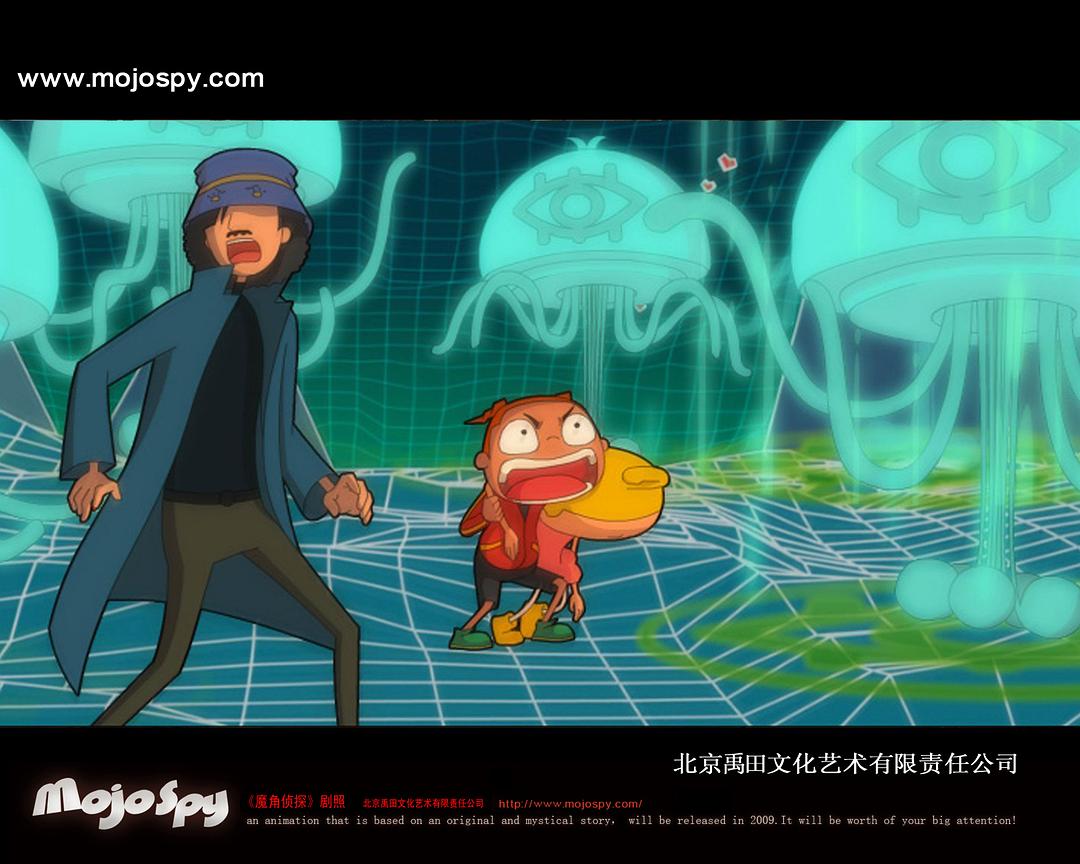 www.mojospy.com
北京禹田文化艺术有限责任公司
Mojo Spy
《魔角侦探》剧照 北京禹田文化艺术有限责任公司 http://www.mojospy.com/
an animation that is based on an original and mystical story, will be released in 2009.It will be worth of your big attention!